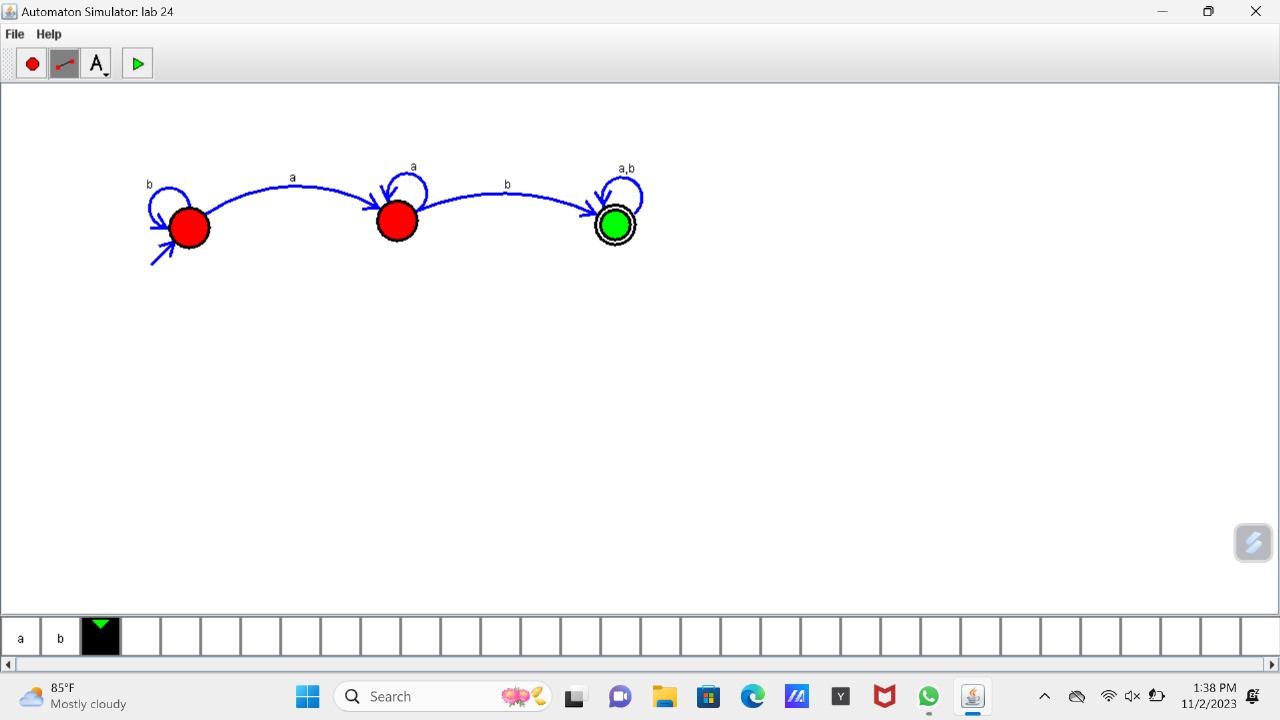 Automaton Simulator: lab 24
File Help
A
b
a
a
b
a,b
a b
85°F
Mostly cloudy
Search
Y
1:38 PM
11/2/2023